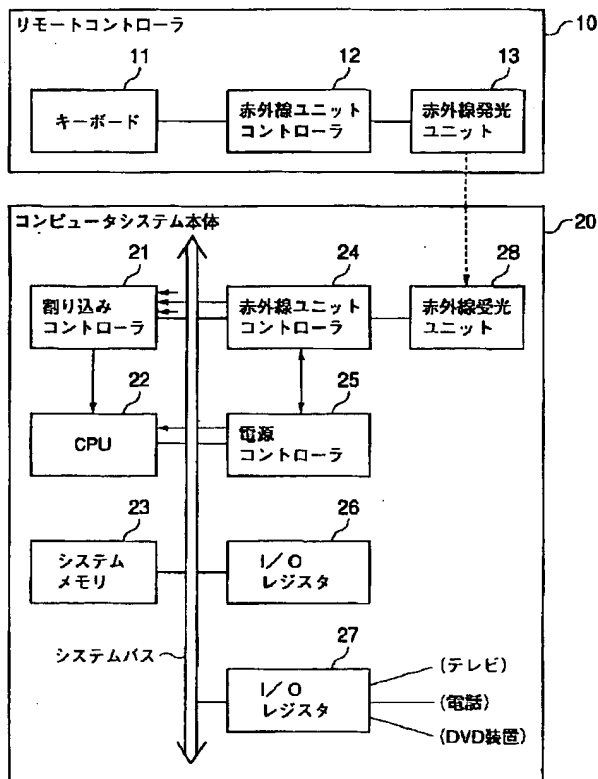 リモートコントローラ
10
11
12
13
キーボード
赤外線ユニット
コントローラ
赤外線発光
ユニット
コンピュータシステム本体
20
21
24
28
割り込み
コントローラ
赤外線ユニット
コントローラ
赤外線受光
ユニット
22
25
CPU
電源
コントローラ
23
26
システム
メモリ
I/O
レジスタ
システムバス
27
I/O
レジスタ
(テレビ)
(電話)
(DVD装置)